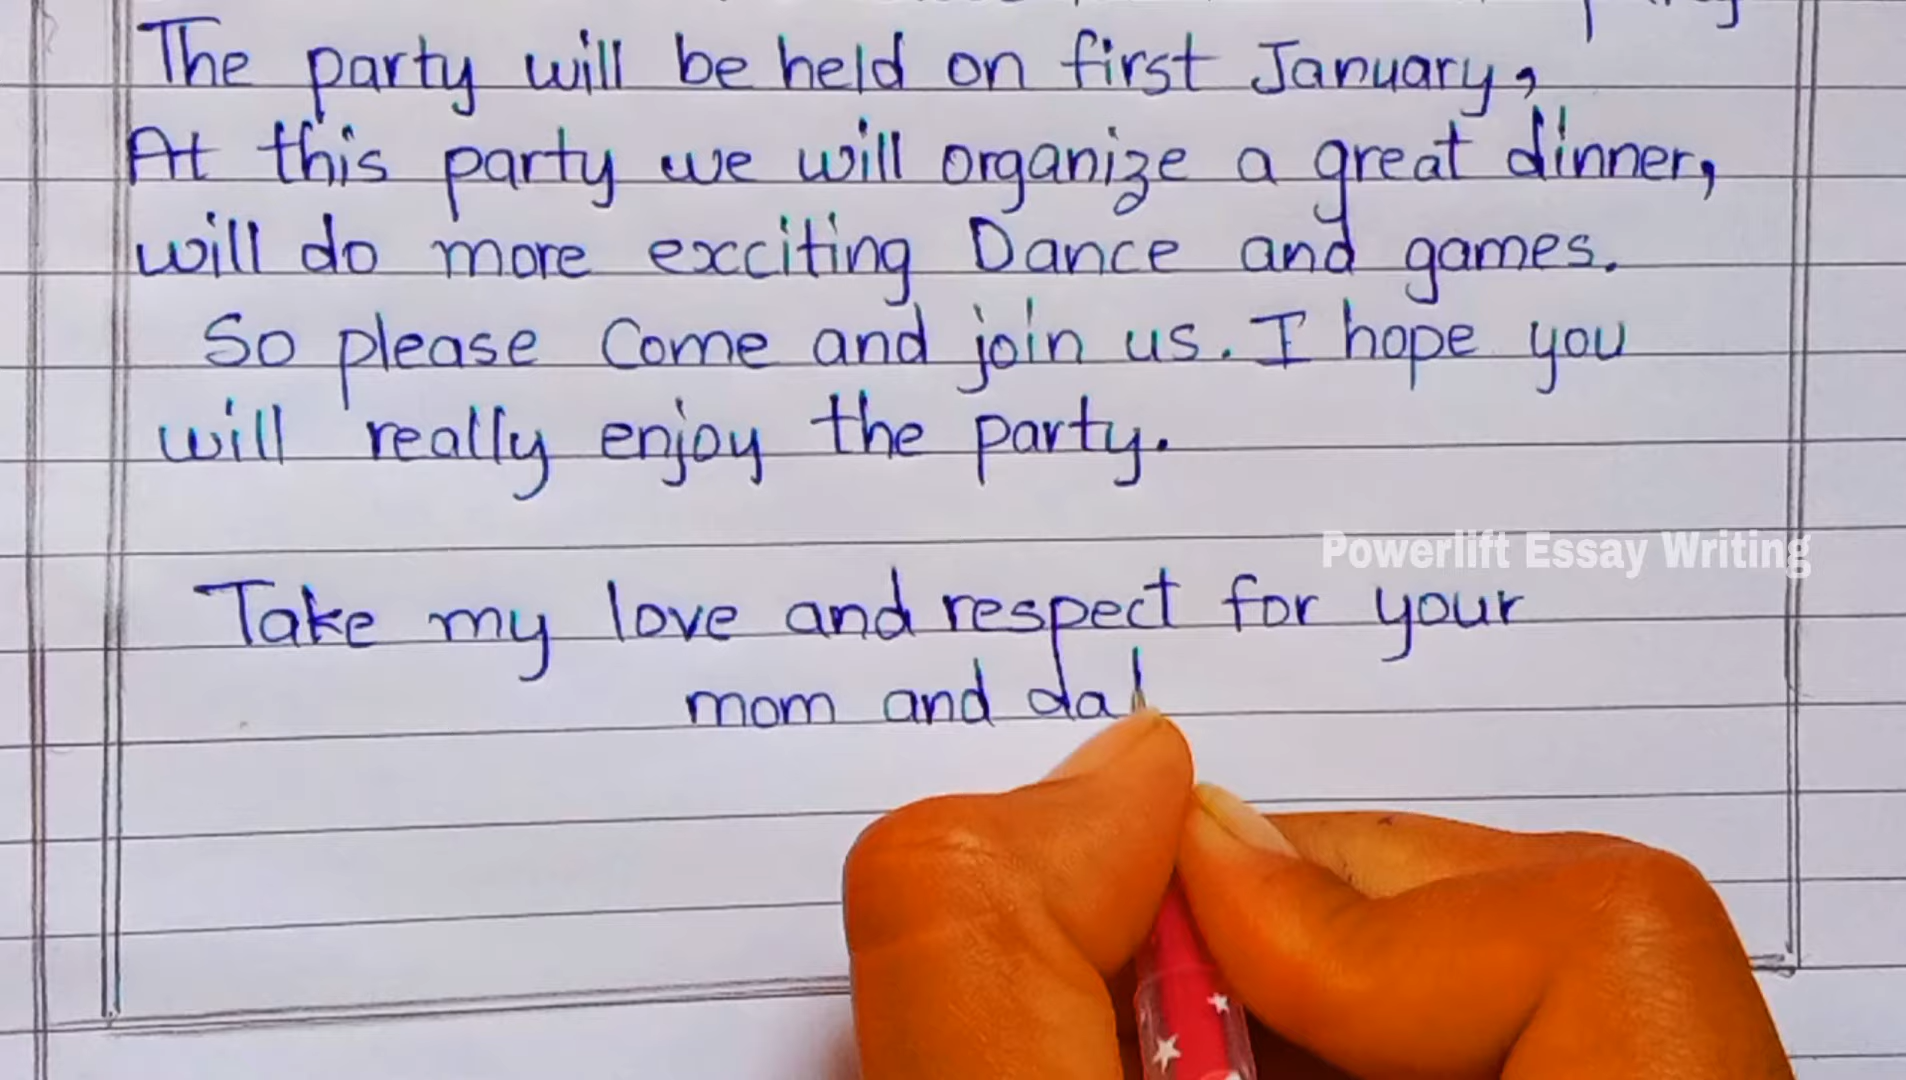 The party will be held on first January,
At this party we will organize a great dinner,
will do more exciting Dance and games.
So please Come and join us. I hope you
will really enjoy the party.
Powerlift Essay Writing
Take my love and respect for your
mom and